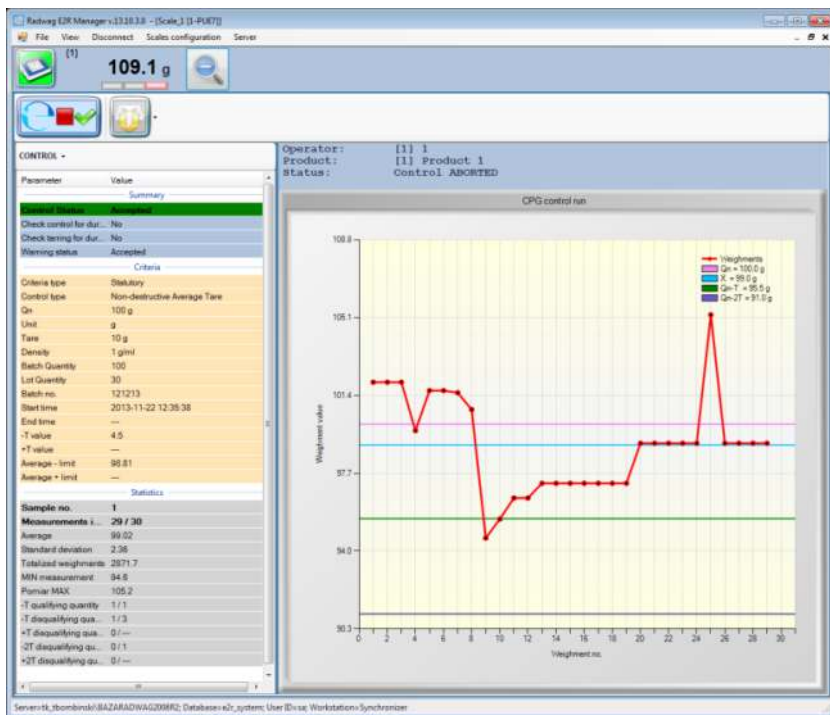 Radwag E2R Manager v.13.10.3.8 - [Scale_1 [1-PUE7]]
File View Disconnect Scales configuration Server
(1)
109.1 g
CONTROL
Operator: [1] 1
Product: [1] Product 1
Status: Control ABORTED
Parameter Value
Summary
Control Status Accepted
Check control for dur... No
Check tarring for dur... No
Warning status Accepted
Criteria
Criteria type Statutory
Control type Non-destructive Average Tare
Qn 100 g
Unit g
Tare 10 g
Density 1 g/ml
Batch Quantity 100
Lot Quantity 30
Batch no. 121213
Start time 2013-11-22 12:35:38
End time ---
-T value 4.5
+T value ---
Average - limit 98.81
Average + limit ---
Statistics
Sample no. 1
Measurements i... 29 / 30
Average 99.02
Standard deviation 2.36
Totalized weighments 2871.7
MIN measurement 94.6
Pomiar MAX 105.2
-T qualifying quantity 1 / 1
-T disqualifying qua... 1 / 3
+T disqualifying qua... 0 / ---
-2T disqualifying qu... 0 / 1
+2T disqualifying qu... 0 / ---
CPG control run
Weighments
Qn = 100.0 g
X = 99.0 g
Qn-T = 95.5 g
Qn-2T = 91.0 g
Weighment value
108.8
105.1
101.4
97.7
94.0
90.3
0 2 4 6 8 10 12 14 16 18 20 22 24 26 28 30
Weighment no.
Server=tk_tbombinski\BAZARADWAG2008R2; Database=e2r_system; User ID=sa; Workstation=Synchronizer